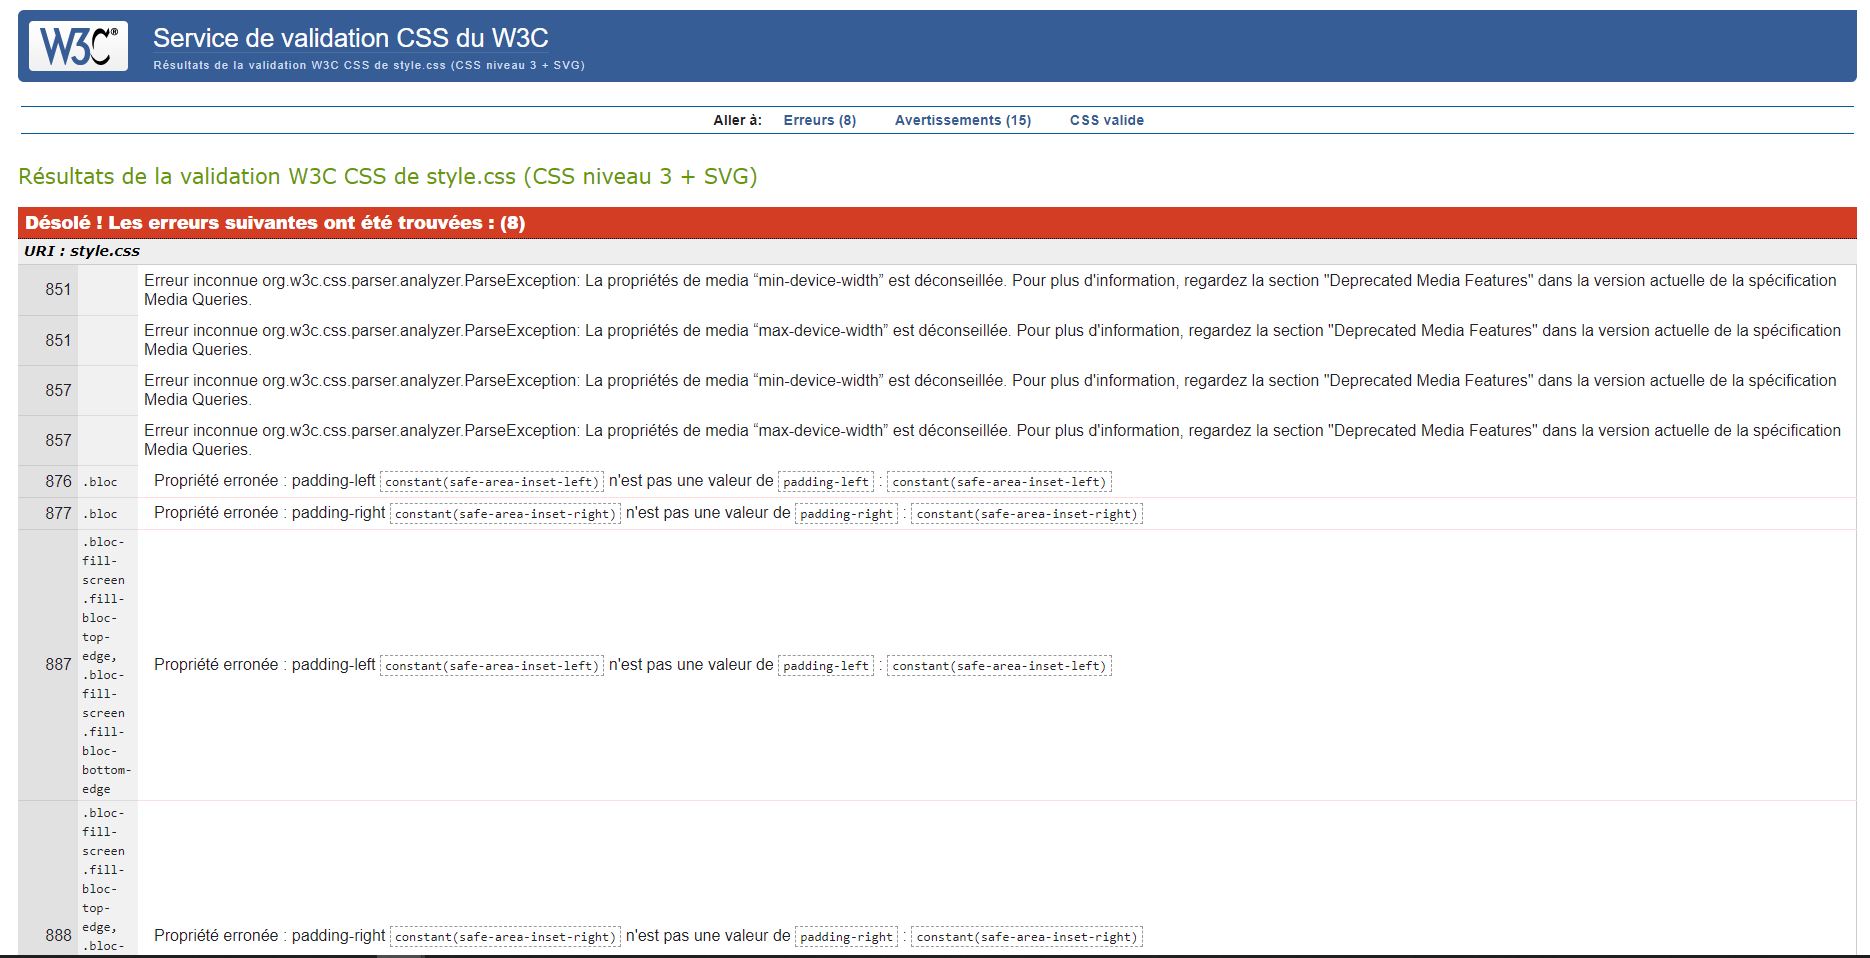 W3C®
Service de validation CSS du W3C
Résultats de la validation W3C CSS de style.css (CSS niveau 3 + SVG)
Aller à: Erreurs (8) Avertissements (15) CSS valide
Résultats de la validation W3C CSS de style.css (CSS niveau 3 + SVG)
Désolé ! Les erreurs suivantes ont été trouvées : (8)
URI : style.css
851 Erreur inconnue org.w3c.css.parser.analyzer.ParseException: La propriétés de media “min-device-width” est déconseillée. Pour plus d'information, regardez la section "Deprecated Media Features" dans la version actuelle de la spécification
Media Queries.
851 Erreur inconnue org.w3c.css.parser.analyzer.ParseException: La propriétés de media “max-device-width” est déconseillée. Pour plus d'information, regardez la section "Deprecated Media Features" dans la version actuelle de la spécification
Media Queries.
857 Erreur inconnue org.w3c.css.parser.analyzer.ParseException: La propriétés de media “min-device-width” est déconseillée. Pour plus d'information, regardez la section "Deprecated Media Features" dans la version actuelle de la spécification
Media Queries.
857 Erreur inconnue org.w3c.css.parser.analyzer.ParseException: La propriétés de media “max-device-width” est déconseillée. Pour plus d'information, regardez la section "Deprecated Media Features" dans la version actuelle de la spécification
Media Queries.
876 .bloc Propriété erronée : padding-left constant(safe-area-inset-left) n'est pas une valeur de padding-left : constant(safe-area-inset-left)
877 .bloc Propriété erronée : padding-right constant(safe-area-inset-right) n'est pas une valeur de padding-right : constant(safe-area-inset-right)
887
.bloc-
fill-
screen
.fill-
bloc-
top-
edge,
.bloc-
fill-
screen
.fill-
bloc-
bottom-
edge
Propriété erronée : padding-left constant(safe-area-inset-left) n'est pas une valeur de padding-left : constant(safe-area-inset-left)
888
.bloc-
fill-
screen
.fill-
bloc-
top-
edge,
.bloc-
Propriété erronée : padding-right constant(safe-area-inset-right) n'est pas une valeur de padding-right : constant(safe-area-inset-right)